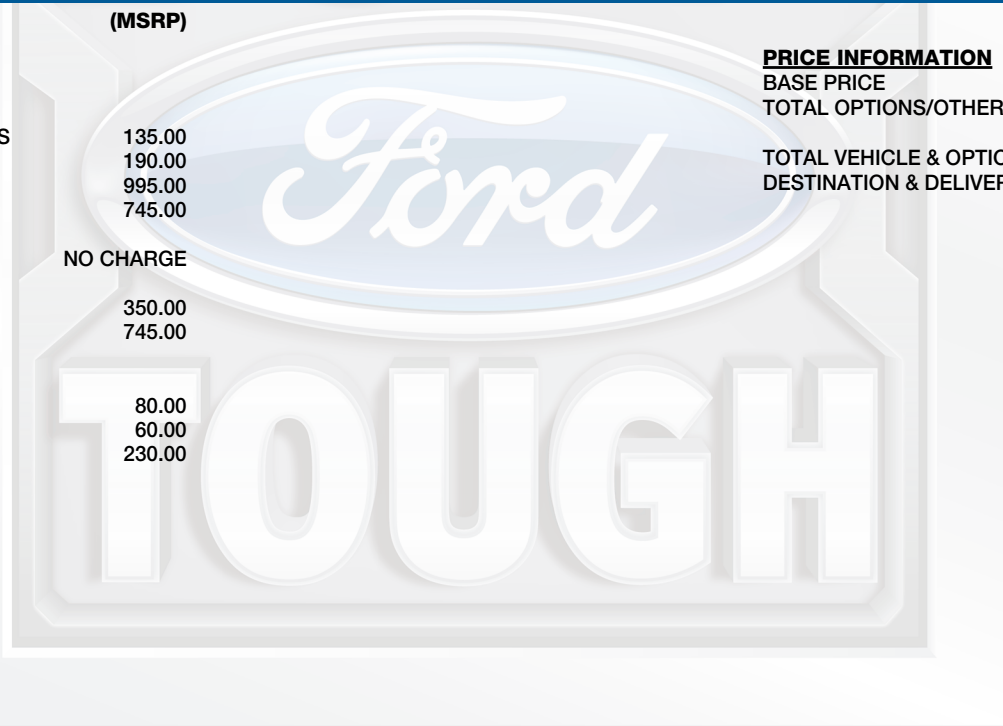 (MSRP)
S 135.00
190.00
995.00
745.00
NO CHARGE
350.00
745.00
80.00
60.00
230.00
PRICE INFORMATION
BASE PRICE
TOTAL OPTIONS/OTHER
TOTAL VEHICLE & OPTIO
DESTINATION & DELIVER
Ford
TOUGH